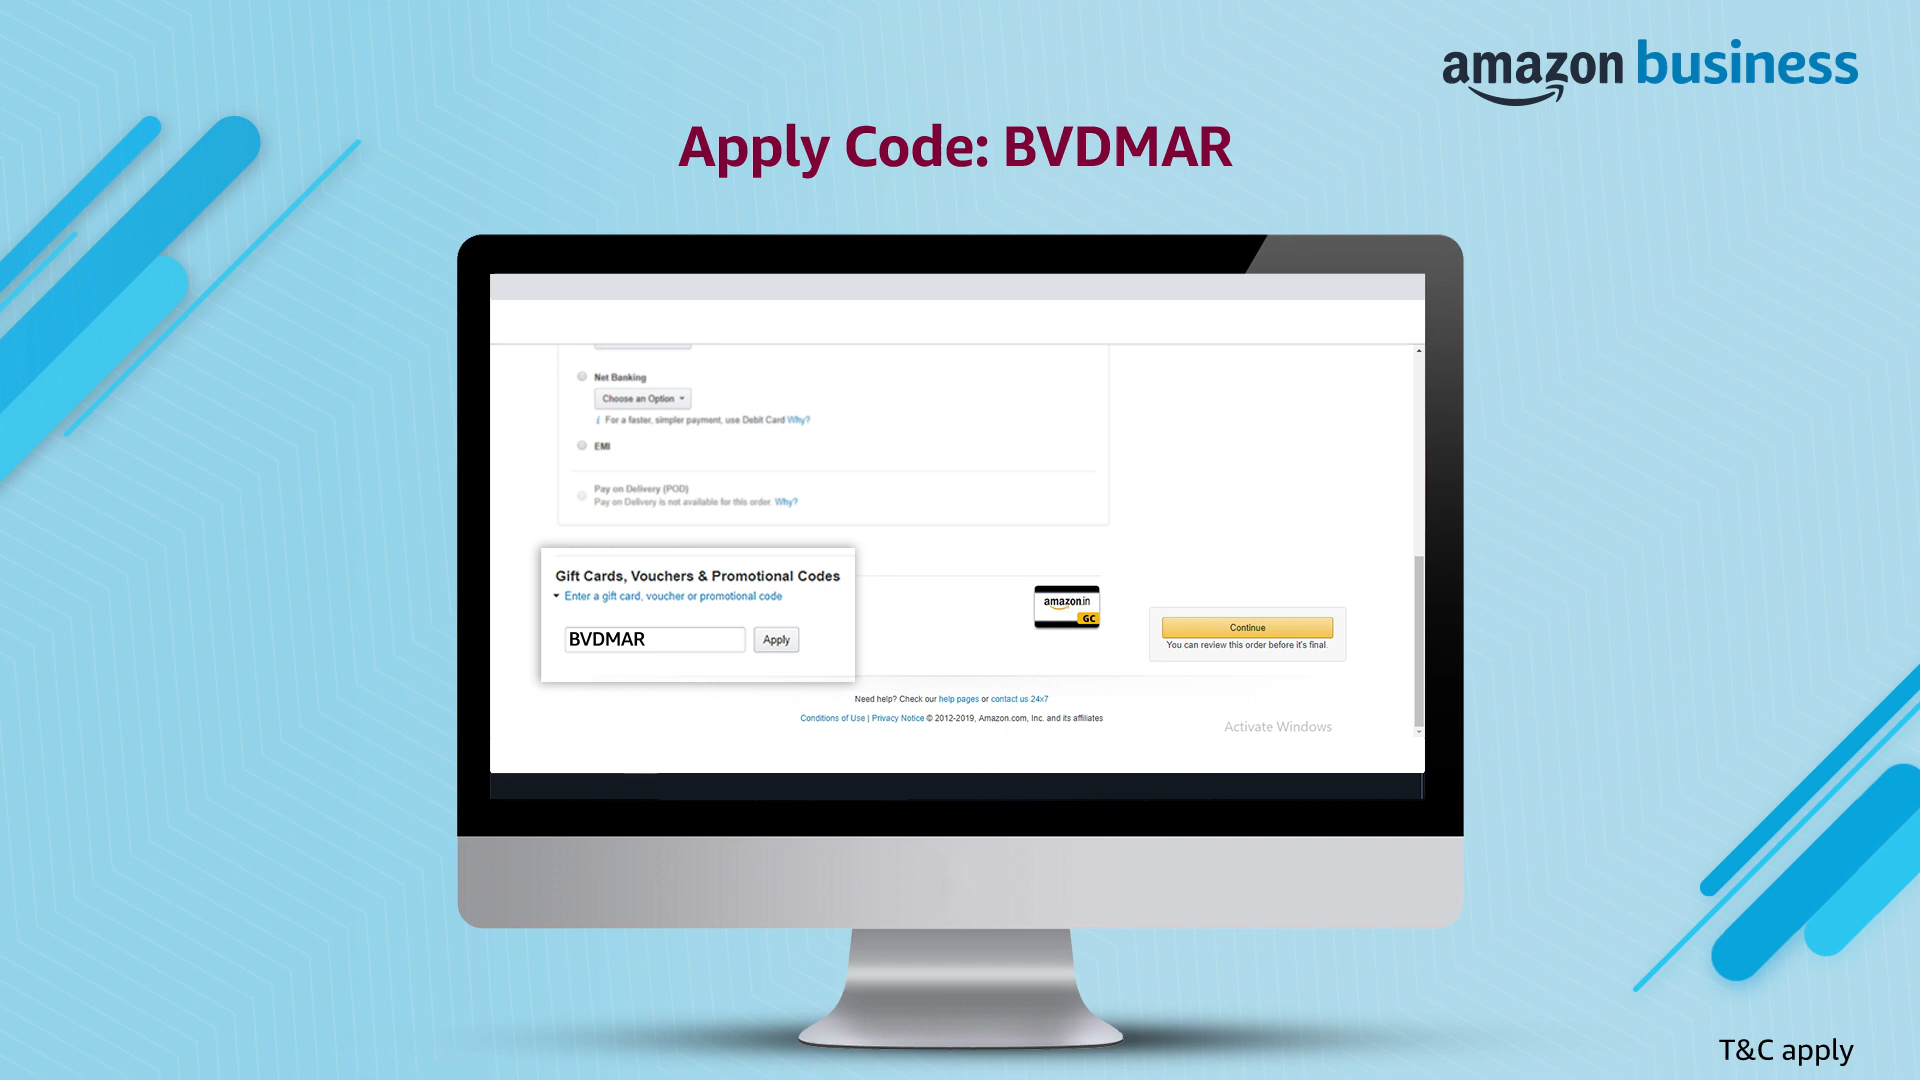 amazon business
Apply Code: BVDMAR
Net Banking
Choose an Option
i For a faster, simpler payment, use Debit Card Why?
EMI
Pay on Delivery (POD)
Pay on Delivery is not available for this order. Why?
Gift Cards, Vouchers & Promotional Codes
Enter a gift card, voucher or promotional code
BVDMAR Apply
amazon.in
GC
Continue
You can review this order before it's final.
Need help? Check our help pages or contact us 24x7
Conditions of Use | Privacy Notice © 2012-2019, Amazon.com, Inc. and its affiliates
Activate Windows
T&C apply